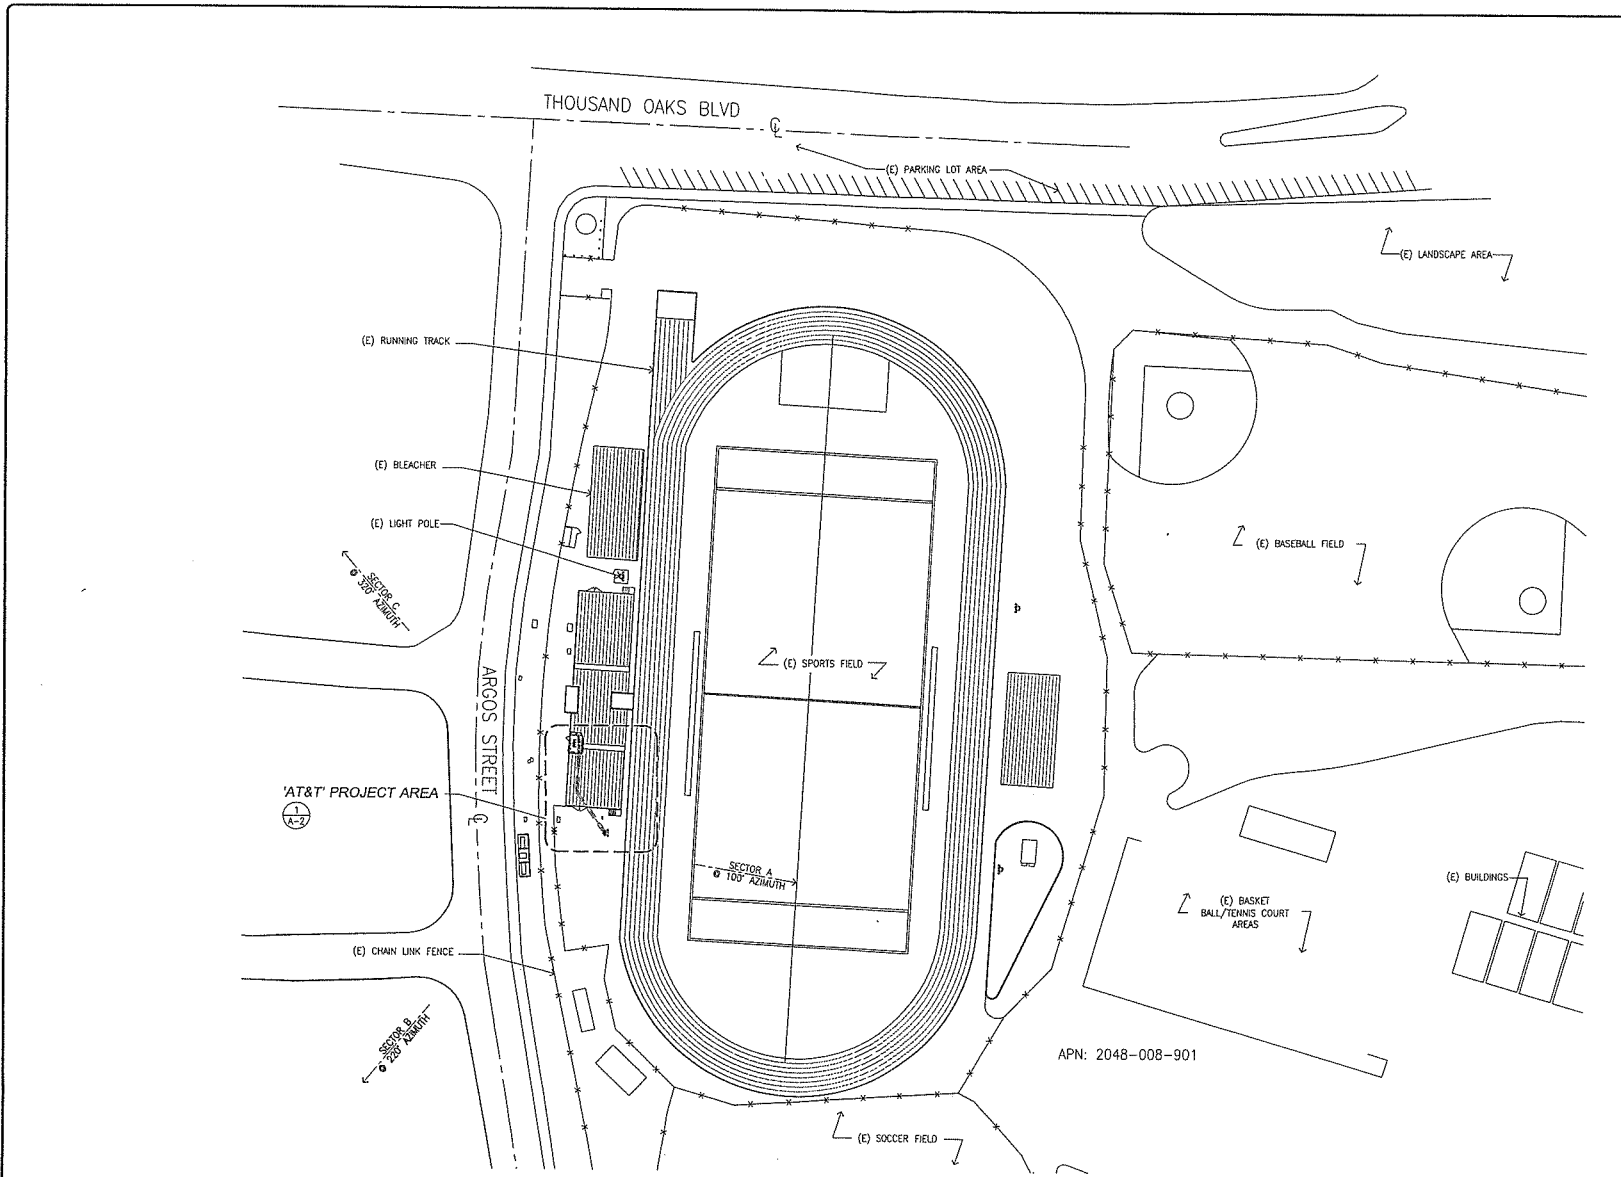 THOUSAND OAKS BLVD
(E) PARKING LOT AREA
(E) LANDSCAPE AREA
(E) RUNNING TRACK
(E) BLEACHER
(E) LIGHT POLE
SECTOR C
@ 320° AZIMUTH
(E) BASEBALL FIELD
(E) SPORTS FIELD
ARGOS STREET
'AT&T' PROJECT AREA
1
A-2
SECTOR A
@ 100° AZIMUTH
(E) BUILDINGS
(E) BASKET
BALL/TENNIS COURT
AREAS
(E) CHAIN LINK FENCE
SECTOR B
@ 220° AZIMUTH
APN: 2048-008-901
(E) SOCCER FIELD